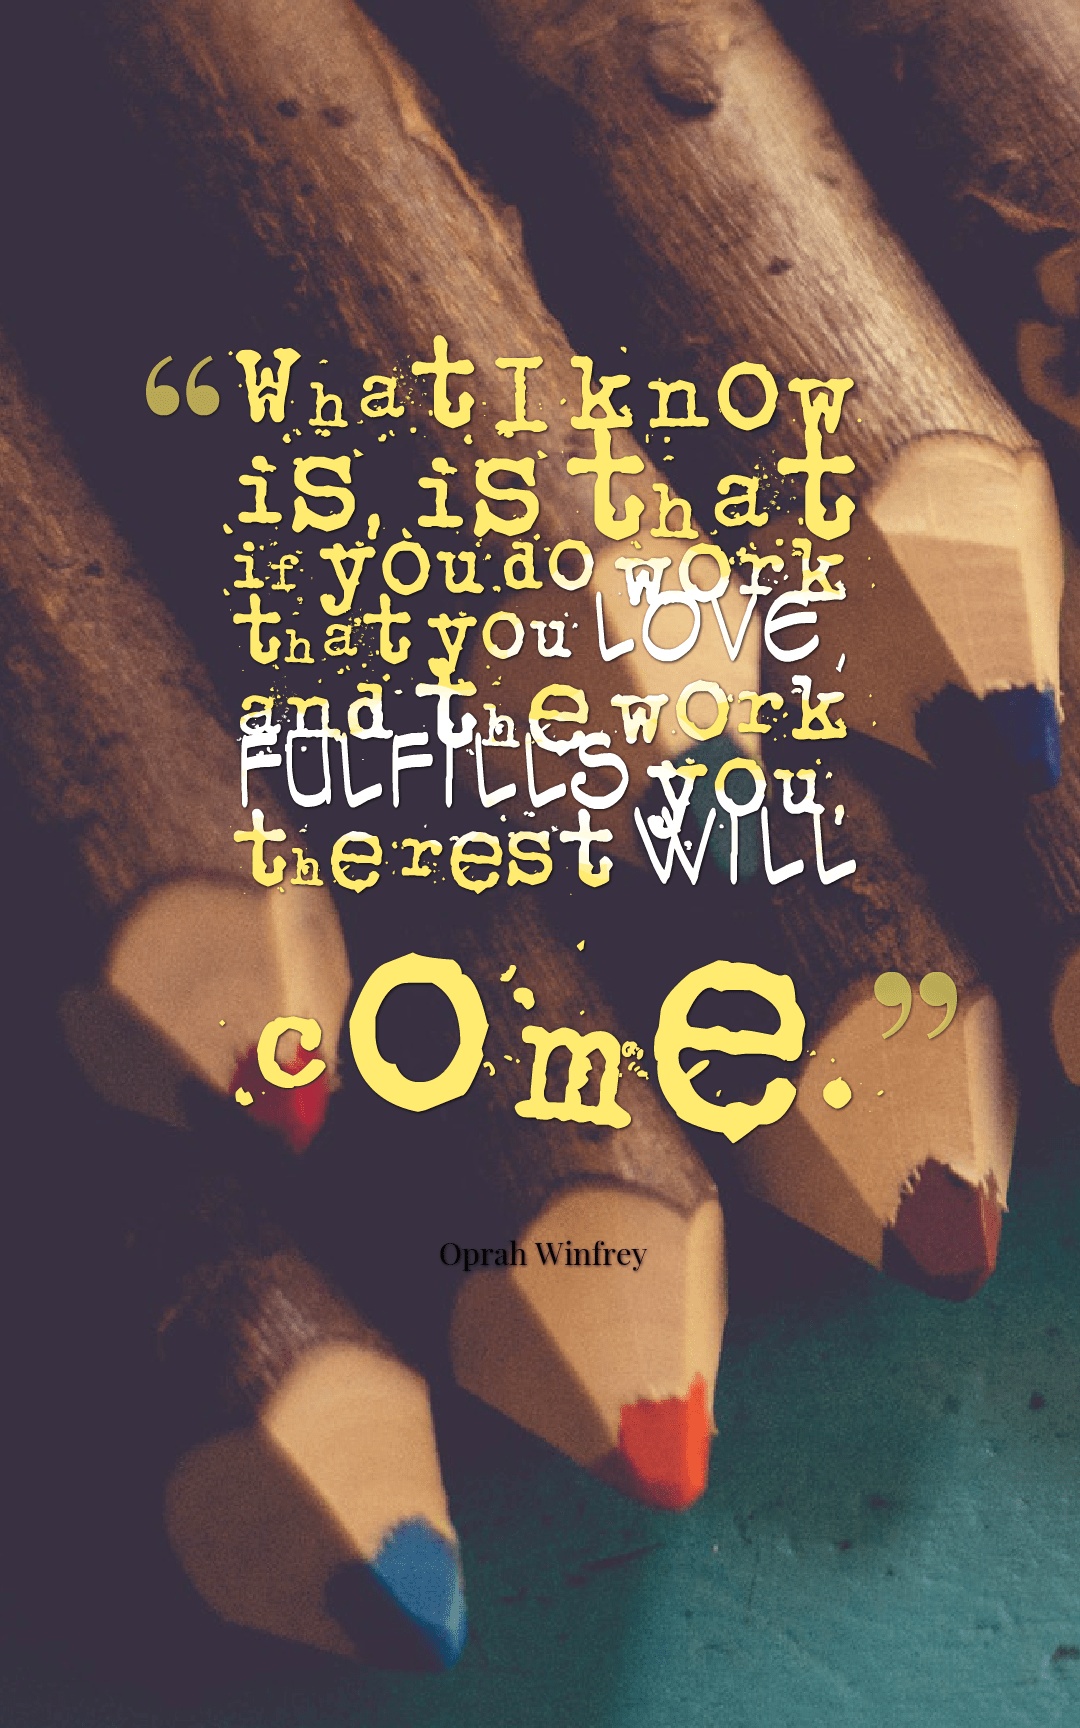 “What I know
is, is that
if you do work
that you LOVE,
and the work
FULFILLS you,
the rest WILL
come.”
Oprah Winfrey